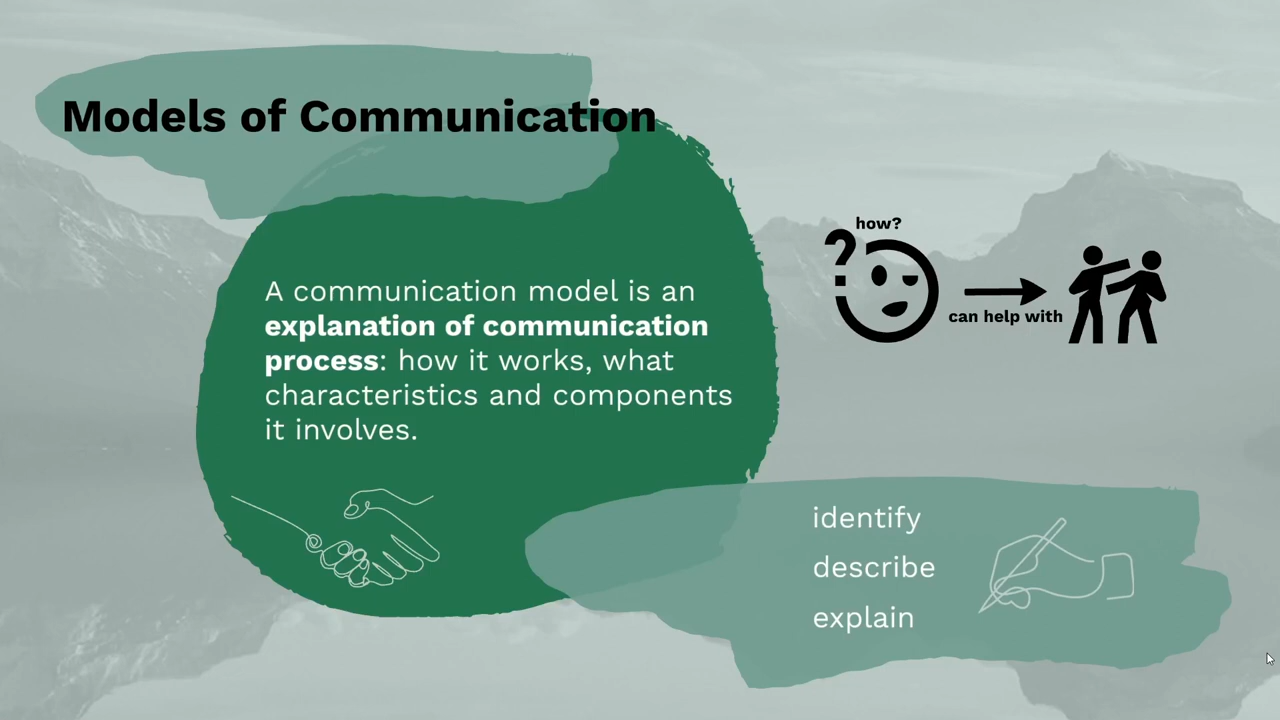 Models of Communication
A communication model is an
explanation of communication
process: how it works, what
characteristics and components
it involves.
how?
?
can help with
identify
describe
explain